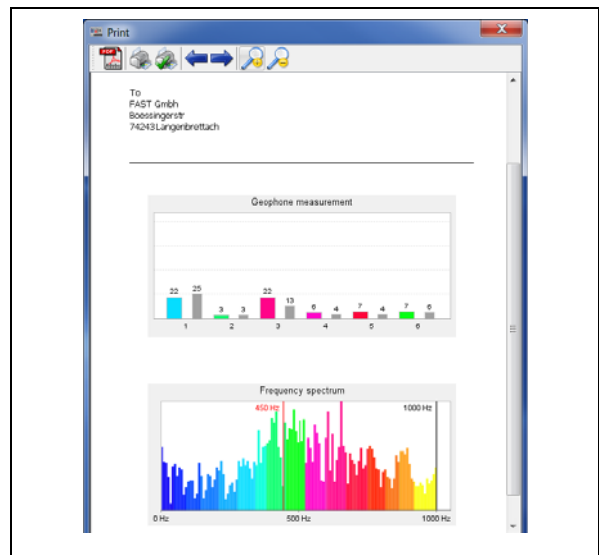 Print
PDF
To
FAST Gmbh
Boessingerstr
74243 Langenbrettach
Geophone measurement
22 25 3 3 22 13 6 4 7 4 7 6
1 2 3 4 5 6
Frequency spectrum
450 Hz 1000 Hz
0 Hz 500 Hz 1000 Hz